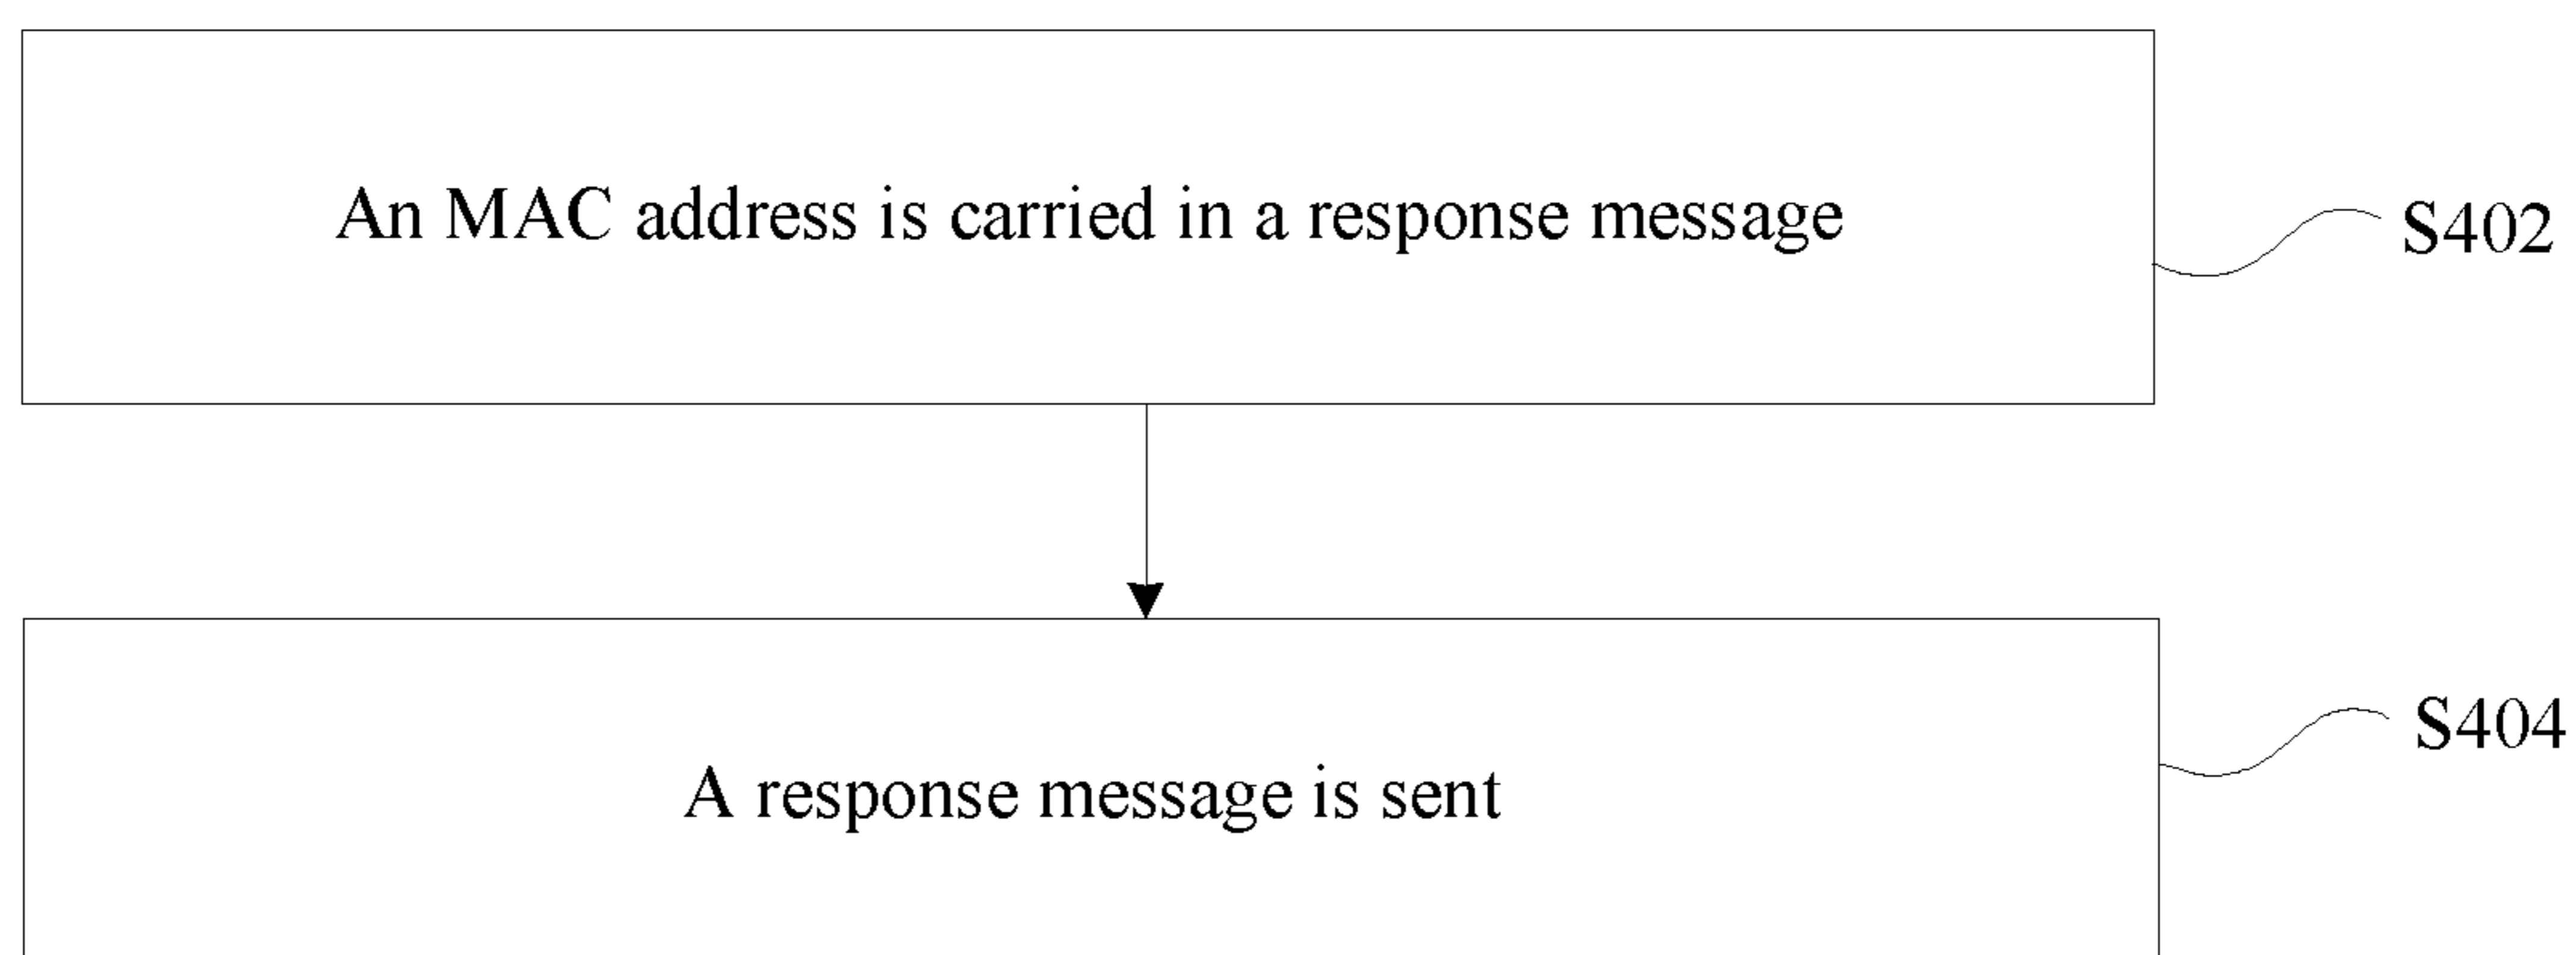 An MAC address is carried in a response message
S402
A response message is sent
S404